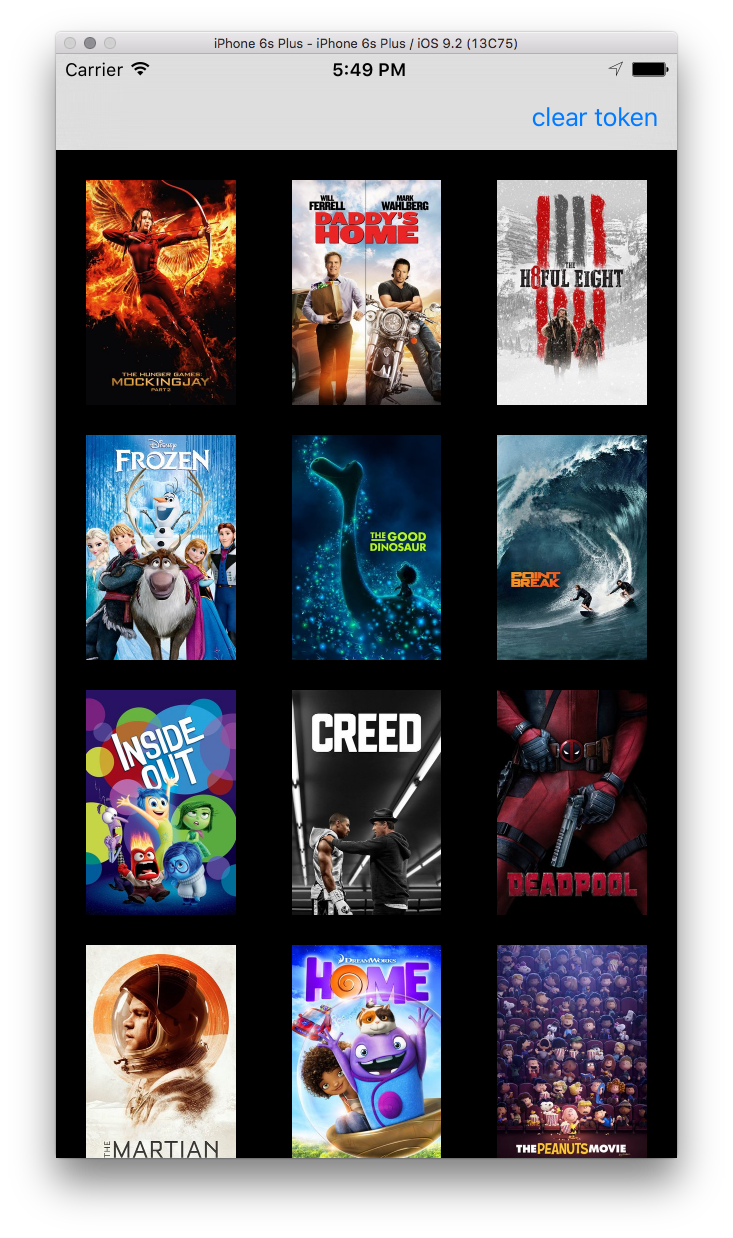 iPhone 6s Plus - iPhone 6s Plus / iOS 9.2 (13C75)
Carrier 5:49 PM
clear token
THE HUNGER GAMES:
MOCKINGJAY
PART 2
WILL FERRELL
MARK WAHLBERG
DADDY'S
HOME
THE
H8FUL EIGHT
Disney
FROZEN
THE GOOD
DINOSAUR
POINT
BREAK
INSIDE
OUT
CREED
DEADPOOL
THE MARTIAN
DREAMWORKS
HOME
THE PEANUTS MOVIE